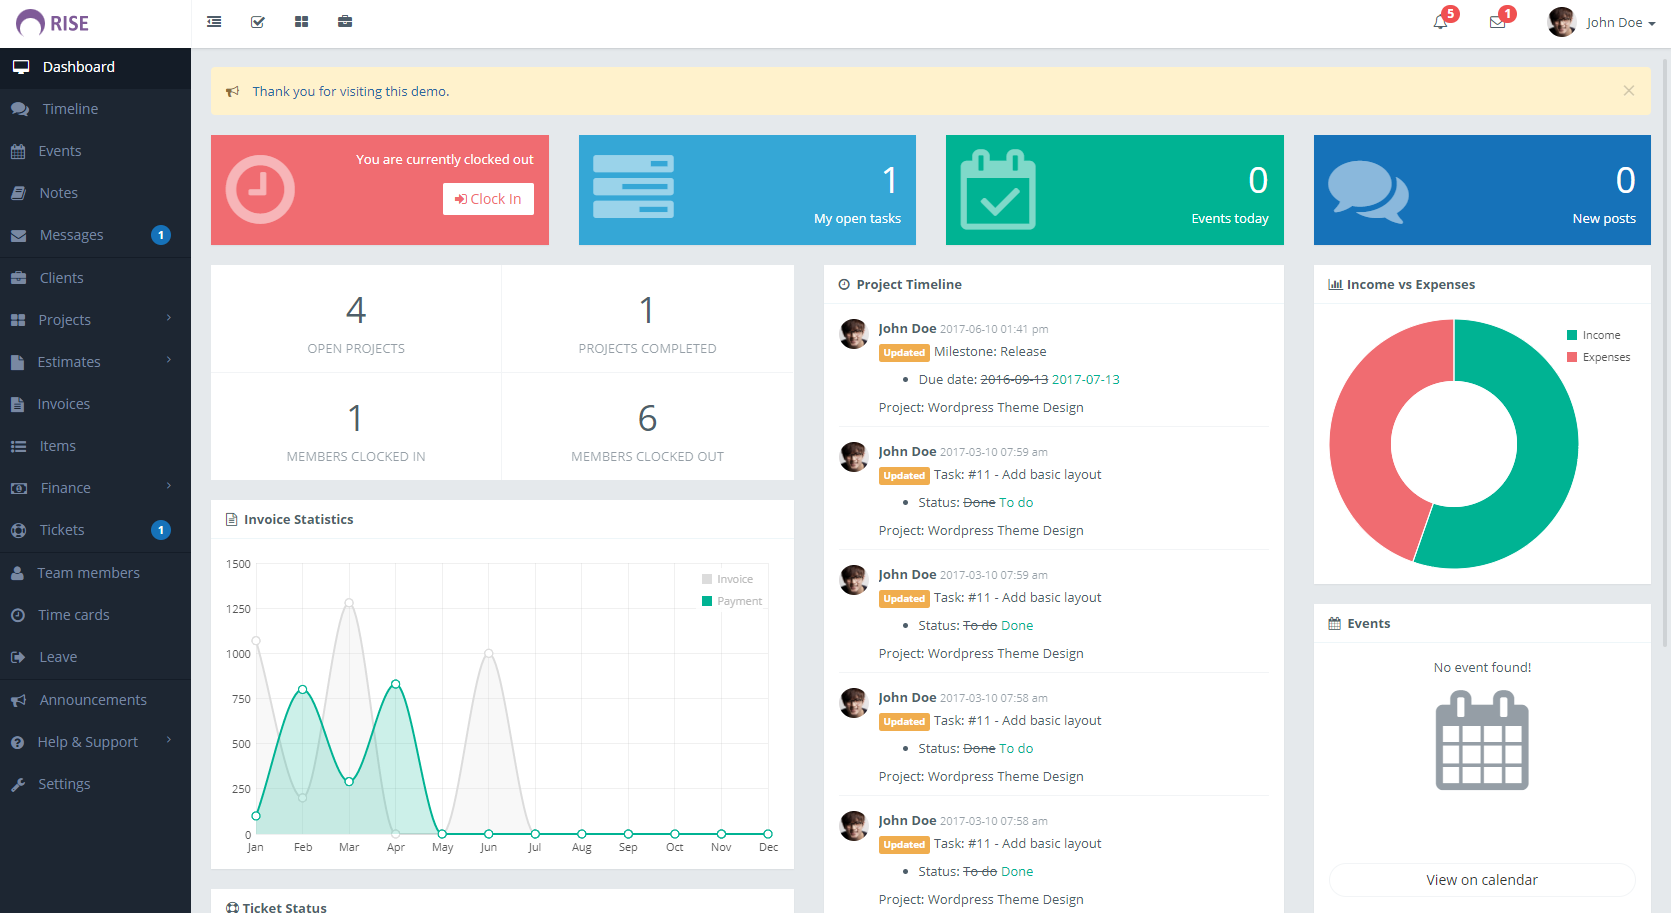 RISE
5
1
John Doe
Dashboard
Timeline
Events
Notes
Messages 1
Clients
Projects
Estimates
Invoices
Items
Finance
Tickets 1
Team members
Time cards
Leave
Announcements
Help & Support
Settings
Thank you for visiting this demo.
You are currently clocked out
Clock In
1
My open tasks
0
Events today
0
New posts
4
OPEN PROJECTS
1
PROJECTS COMPLETED
1
MEMBERS CLOCKED IN
6
MEMBERS CLOCKED OUT
Invoice Statistics
Invoice
Payment
1500
1250
1000
750
500
250
0
Jan Feb Mar Apr May Jun Jul Aug Sep Oct Nov Dec
Ticket Status
Project Timeline
John Doe 2017-06-10 01:41 pm
Updated Milestone: Release
• Due date: 2016-09-13 2017-07-13
Project: Wordpress Theme Design
John Doe 2017-03-10 07:59 am
Updated Task: #11 - Add basic layout
• Status: Done To do
Project: Wordpress Theme Design
John Doe 2017-03-10 07:59 am
Updated Task: #11 - Add basic layout
• Status: To do Done
Project: Wordpress Theme Design
John Doe 2017-03-10 07:58 am
Updated Task: #11 - Add basic layout
• Status: Done To do
Project: Wordpress Theme Design
John Doe 2017-03-10 07:58 am
Updated Task: #11 - Add basic layout
• Status: To do Done
Project: Wordpress Theme Design
Income vs Expenses
Income
Expenses
Events
No event found!
View on calendar